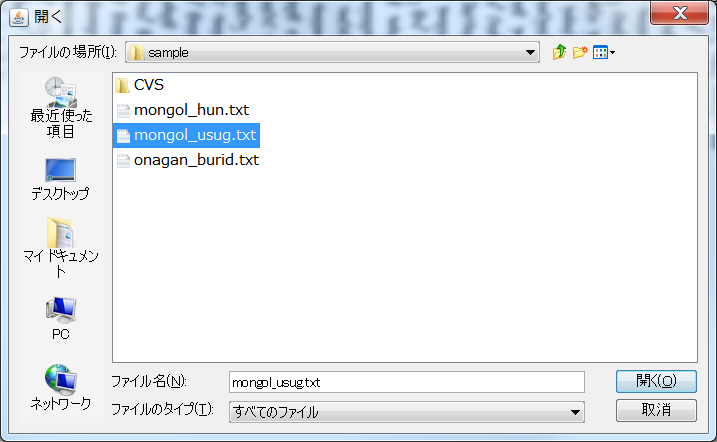 開く
ファイルの場所(I):
sample
最近使った
項目
デスクトップ
マイ ドキュメン
ト
PC
ネットワーク
CVS
mongol_hun.txt
mongol_usug.txt
onagan_burid.txt
ファイル名(N):
mongol_usug.txt
開く(O)
ファイルのタイプ(T):
すべてのファイル
取消